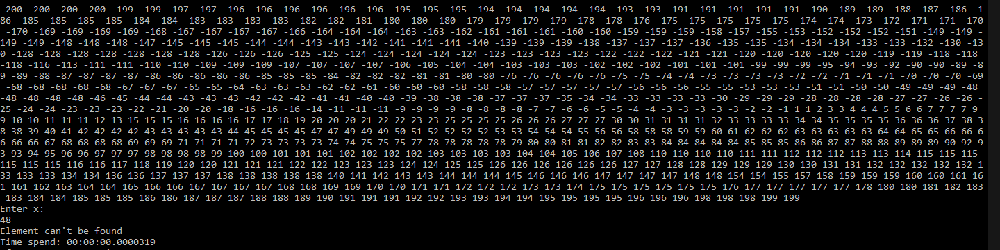 -200 -200 -200 -200 -199 -199 -197 -197 -196 -196 -196 -196 -196 -196 -195 -195 -195 -194 -194 -194 -194 -194 -193 -193 -191 -191 -191 -191 -191 -190 -189 -189 -188 -187 -186 -1
86 -185 -185 -185 -185 -184 -184 -183 -183 -183 -183 -182 -182 -181 -180 -180 -180 -179 -179 -179 -178 -178 -176 -175 -175 -175 -175 -175 -174 -174 -173 -172 -171 -171 -170
-170 -169 -169 -169 -169 -168 -167 -167 -167 -167 -166 -164 -164 -164 -163 -163 -162 -161 -161 -161 -160 -160 -159 -159 -159 -158 -157 -155 -153 -152 -152 -152 -151 -149 -149 -
149 -149 -148 -148 -148 -147 -145 -145 -145 -144 -144 -143 -143 -142 -141 -141 -141 -140 -139 -139 -139 -138 -137 -137 -137 -136 -135 -135 -134 -134 -134 -133 -133 -132 -130 -13
0 -128 -128 -128 -128 -128 -128 -128 -126 -126 -126 -125 -125 -124 -124 -124 -124 -124 -123 -123 -123 -123 -122 -122 -122 -121 -121 -120 -120 -120 -120 -120 -119 -119 -118 -118
-118 -116 -113 -111 -111 -110 -110 -109 -109 -109 -107 -107 -107 -107 -106 -105 -104 -104 -103 -103 -103 -102 -102 -102 -101 -101 -101 -99 -99 -99 -95 -94 -93 -92 -90 -90 -89 -8
9 -89 -88 -87 -87 -87 -87 -86 -86 -86 -86 -86 -85 -85 -85 -84 -82 -82 -82 -81 -81 -80 -80 -76 -76 -76 -76 -76 -75 -75 -74 -74 -73 -73 -73 -73 -72 -72 -71 -71 -71 -70 -70 -70 -69
-68 -68 -68 -68 -68 -67 -67 -67 -65 -65 -64 -63 -63 -63 -62 -62 -61 -60 -60 -60 -58 -58 -58 -57 -57 -57 -57 -57 -56 -56 -56 -55 -55 -53 -53 -53 -51 -51 -50 -50 -49 -49 -49 -48
-48 -48 -48 -48 -46 -45 -44 -44 -43 -43 -43 -42 -42 -42 -41 -41 -40 -40 -39 -38 -38 -38 -37 -37 -37 -35 -34 -34 -33 -33 -33 -33 -30 -29 -29 -29 -28 -28 -28 -28 -27 -27 -26 -26 -
25 -24 -24 -23 -23 -23 -22 -21 -20 -20 -18 -16 -16 -16 -14 -11 -11 -11 -9 -9 -9 -9 -8 -8 -8 -8 -7 -7 -6 -6 -5 -5 -4 -4 -3 -3 -3 -3 -3 -2 -2 -1 1 1 2 3 3 4 4 4 5 5 6 6 7 7 7 7 9
9 10 10 11 11 11 12 13 15 15 15 16 16 16 16 17 17 18 19 20 20 20 21 22 22 23 23 25 25 25 25 25 26 26 26 27 27 27 30 30 31 31 31 31 32 33 33 33 33 34 34 35 35 35 35 36 36 36 37 38 3
8 38 39 40 41 42 42 42 42 43 43 43 43 43 43 44 45 45 45 45 47 47 49 49 49 50 51 52 52 52 52 53 53 54 54 54 55 56 56 58 58 58 59 59 60 61 62 62 62 63 63 63 63 63 64 64 65 65 66 66 6
6 66 66 67 68 68 68 68 69 69 69 71 71 71 71 72 73 73 73 73 74 74 75 75 75 77 78 78 78 78 78 79 80 80 81 81 82 82 83 83 84 84 84 84 84 85 85 85 86 86 87 87 88 88 89 89 89 90 92 9
3 93 94 95 96 96 97 97 97 98 98 98 98 99 100 100 101 101 101 102 102 102 102 103 103 103 103 104 104 105 106 107 108 110 110 110 110 111 111 112 112 112 113 113 114 115 115 115
115 115 115 116 116 117 118 119 120 120 121 121 121 122 122 123 123 123 124 124 125 125 126 126 126 126 126 127 127 128 128 129 129 129 130 130 131 131 132 132 132 132 132 1
33 133 133 134 134 136 136 137 137 137 138 138 138 138 138 140 141 142 143 143 144 144 144 145 146 146 147 147 147 147 148 148 154 154 155 157 158 159 159 159 160 160 161 16
1 161 162 163 164 164 165 166 166 167 167 167 167 168 168 169 169 170 170 171 171 172 172 172 173 173 174 175 175 175 175 175 175 176 177 177 177 177 177 178 180 180 181 182 183
183 184 184 185 185 185 186 187 187 187 188 188 189 190 191 191 191 192 192 193 193 194 194 195 195 195 195 196 196 196 198 198 198 199 199
Enter x:
48
Element can't be found
Time spend: 00:00:00.0000319